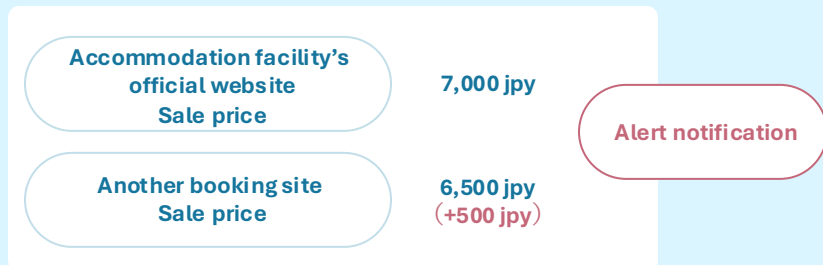 Accommodation facility’s
official website
Sale price
7,000 jpy
Alert notification
Another booking site
Sale price
6,500 jpy
（+500 jpy）